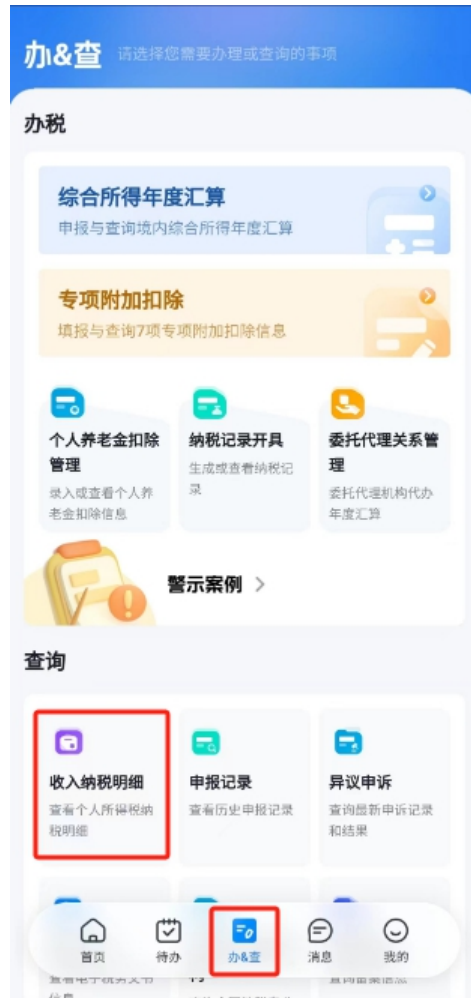 办&查 请选择您需要办理或查询的事项
办税
综合所得年度汇算
申报与查询境内综合所得年度汇算
专项附加扣除
填报与查询7项专项附加扣除信息
个人养老金扣除
管理
录入或查看个人养
老金扣除信息
纳税记录开具
生成或查看纳税记
录
委托代理关系管
理
委托代理机构代办
年度汇算
警示案例
查询
收入纳税明细
查看个人所得税纳
税明细
申报记录
查看历史申报记录
异议申诉
查询最新申诉记录
和结果
首页
待办
办&查
消息
我的